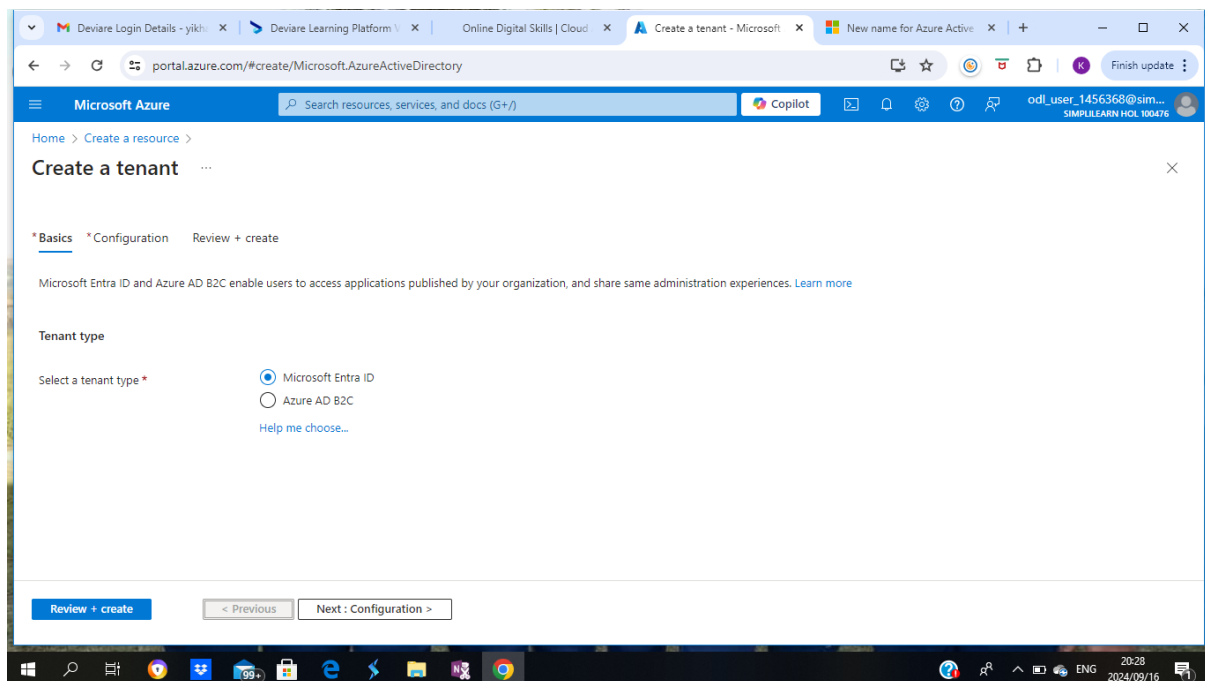 Deviare Login Details - yikh
Deviare Learning Platform V
Online Digital Skills | Cloud
Create a tenant - Microsoft
New name for Azure Active
portal.azure.com/#create/Microsoft.AzureActiveDirectory
K
Finish update
Microsoft Azure
Search resources, services, and docs (G+/)
Copilot
odl_user_1456368@sim...
SIMPLILEARN HOL 100476
Home > Create a resource >
Create a tenant ...
* Basics * Configuration Review + create
Microsoft Entra ID and Azure AD B2C enable users to access applications published by your organization, and share same administration experiences. Learn more
Tenant type
Select a tenant type *
Microsoft Entra ID
Azure AD B2C
Help me choose...
Review + create
< Previous
Next : Configuration >
99+
ENG
20:28
2024/09/16
1